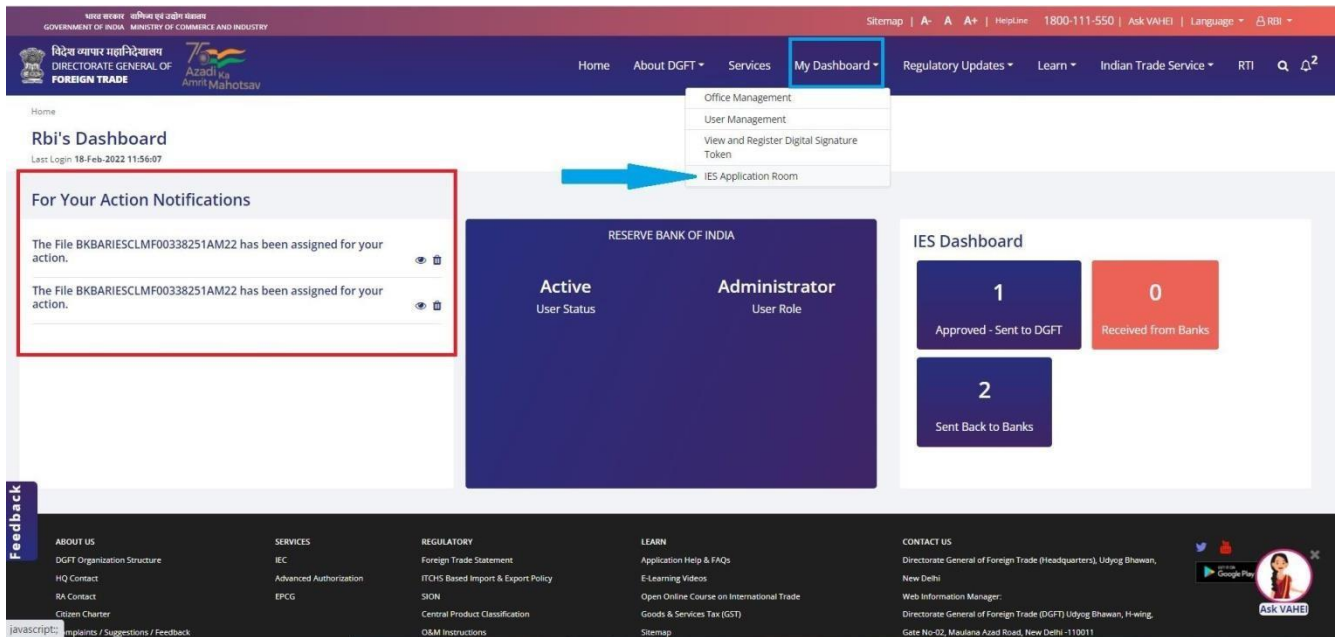 भारत सरकार वाणिज्य एवं उद्योग मंत्रालय
GOVERNMENT OF INDIA MINISTRY OF COMMERCE AND INDUSTRY
Sitemap | A- A A+ | HelpLine 1800-111-550 | Ask VAHEI | Language RBI
विदेश व्यापार महानिदेशालय
DIRECTORATE GENERAL OF
FOREIGN TRADE
Azadi Ka
Amrit Mahotsav
Home About DGFT Services My Dashboard Regulatory Updates Learn Indian Trade Service RTI 2
Office Management
User Management
View and Register Digital Signature
Token
IES Application Room
Home
Rbi's Dashboard
Last Login 18-Feb-2022 11:56:07
For Your Action Notifications
The File BKBARIESCLMF00338251AM22 has been assigned for your
action.
The File BKBARIESCLMF00338251AM22 has been assigned for your
action.
RESERVE BANK OF INDIA
Active
User Status
Administrator
User Role
IES Dashboard
1
Approved - Sent to DGFT
0
Received from Banks
2
Sent Back to Banks
Feedback
ABOUT US
DGFT Organization Structure
HQ Contact
RA Contact
Citizen Charter
Complaints / Suggestions / Feedback
SERVICES
IEC
Advanced Authorization
EPCG
REGULATORY
Foreign Trade Statement
ITCHS Based Import & Export Policy
SION
Central Product Classification
O&M Instructions
LEARN
Application Help & FAQs
E-Learning Videos
Open Online Course on International Trade
Goods & Services Tax (GST)
Sitemap
CONTACT US
Directorate General of Foreign Trade (Headquarters), Udyog Bhawan,
New Delhi
Web Information Manager:
Directorate General of Foreign Trade (DGFT) Udyog Bhawan, H-wing,
Gate No-02, Maulana Azad Road, New Delhi -110011
GET IT ON
Google Play
Ask VAHEI
javascript:;